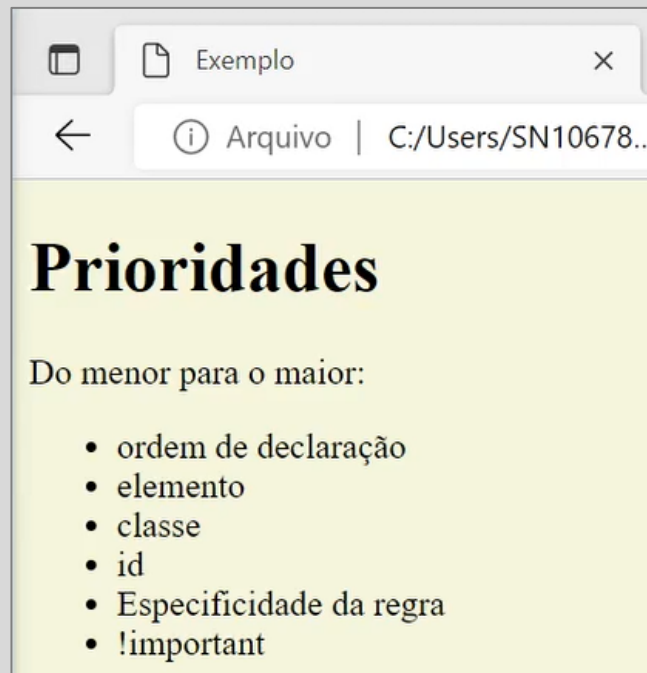 Exemplo
Arquivo | C:/Users/SN10678...
Prioridades
Do menor para o maior:
• ordem de declaração
• elemento
• classe
• id
• Especificidade da regra
• !important